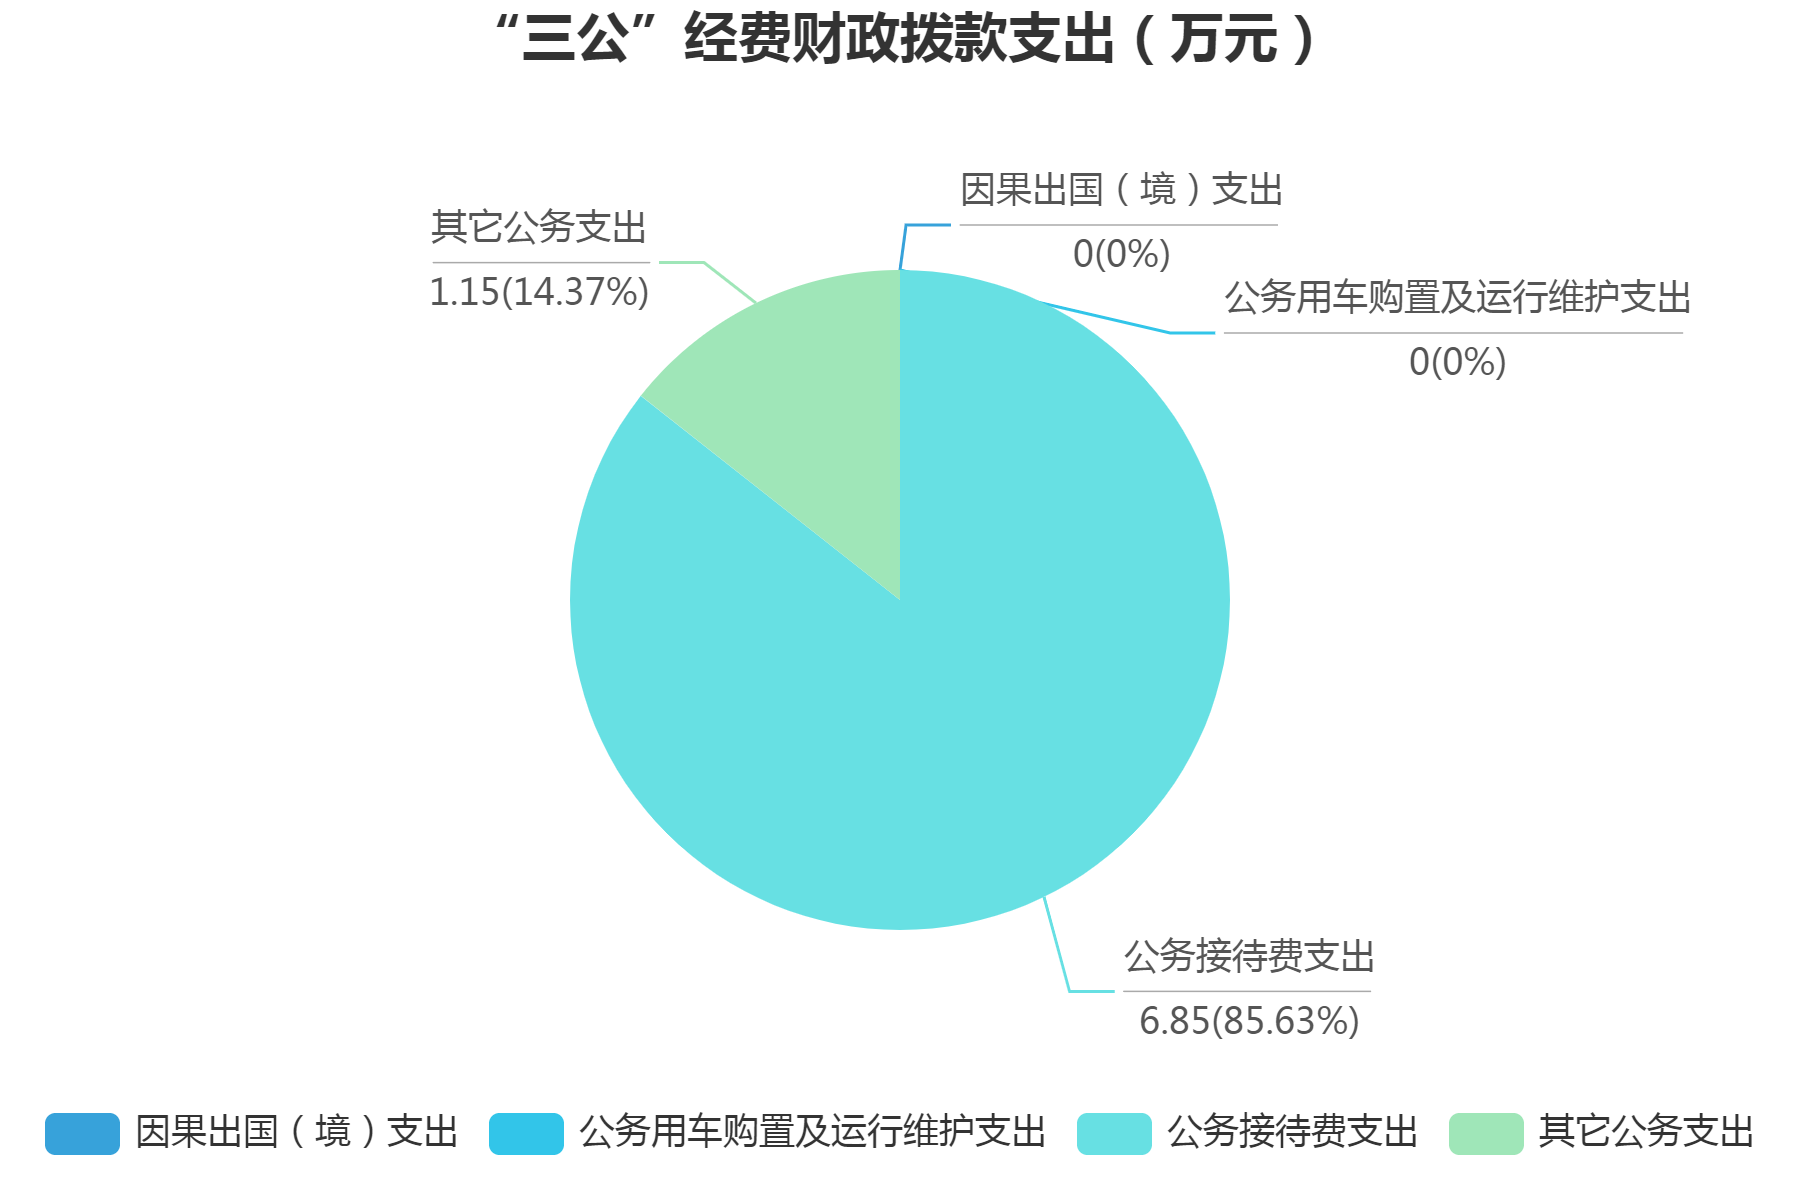 “三公”经费财政拨款支出（万元）
因果出国（境）支出
0(0%)
其它公务支出
1.15(14.37%)
公务用车购置及运行维护支出
0(0%)
公务接待费支出
6.85(85.63%)
因果出国（境）支出 公务用车购置及运行维护支出 公务接待费支出 其它公务支出